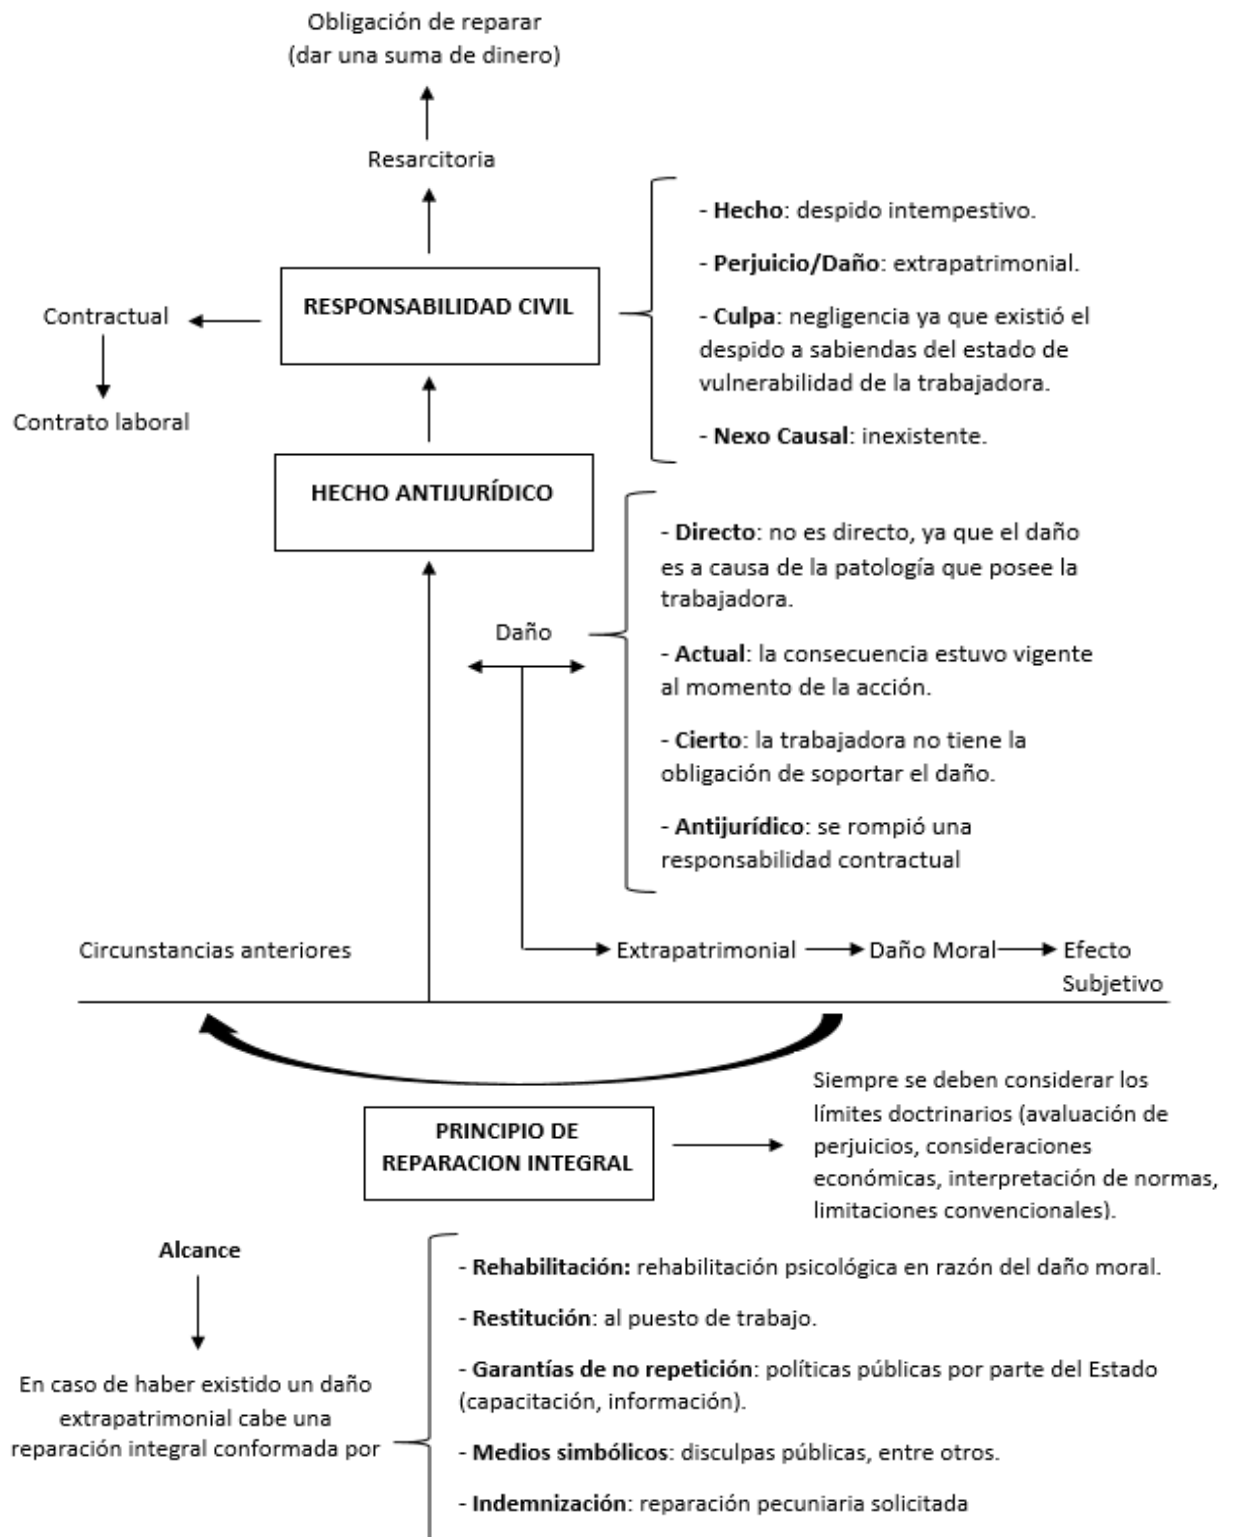 Obligación de reparar
(dar una suma de dinero)
Resarcitoria
- Hecho: despido intempestivo.
- Perjuicio/Daño: extrapatrimonial.
RESPONSABILIDAD CIVIL
Contractual
- Culpa: negligencia ya que existió el
despido a sabiendas del estado de
vulnerabilidad de la trabajadora.
Contrato laboral
- Nexo Causal: inexistente.
HECHO ANTIJURÍDICO
- Directo: no es directo, ya que el daño
es a causa de la patología que posee la
trabajadora.
Daño
- Actual: la consecuencia estuvo vigente
al momento de la acción.
- Cierto: la trabajadora no tiene la
obligación de soportar el daño.
- Antijurídico: se rompió una
responsabilidad contractual
Circunstancias anteriores
Extrapatrimonial
Daño Moral
Efecto
Subjetivo
Siempre se deben considerar los
límites doctrinarios (avaluación de
perjuicios, consideraciones
económicas, interpretación de normas,
limitaciones convencionales).
PRINCIPIO DE
REPARACION INTEGRAL
Alcance
En caso de haber existido un daño
extrapatrimonial cabe una
reparación integral conformada por
- Rehabilitación: rehabilitación psicológica en razón del daño moral.
- Restitución: al puesto de trabajo.
- Garantías de no repetición: políticas públicas por parte del Estado
(capacitación, información).
- Medios simbólicos: disculpas públicas, entre otros.
- Indemnización: reparación pecuniaria solicitada